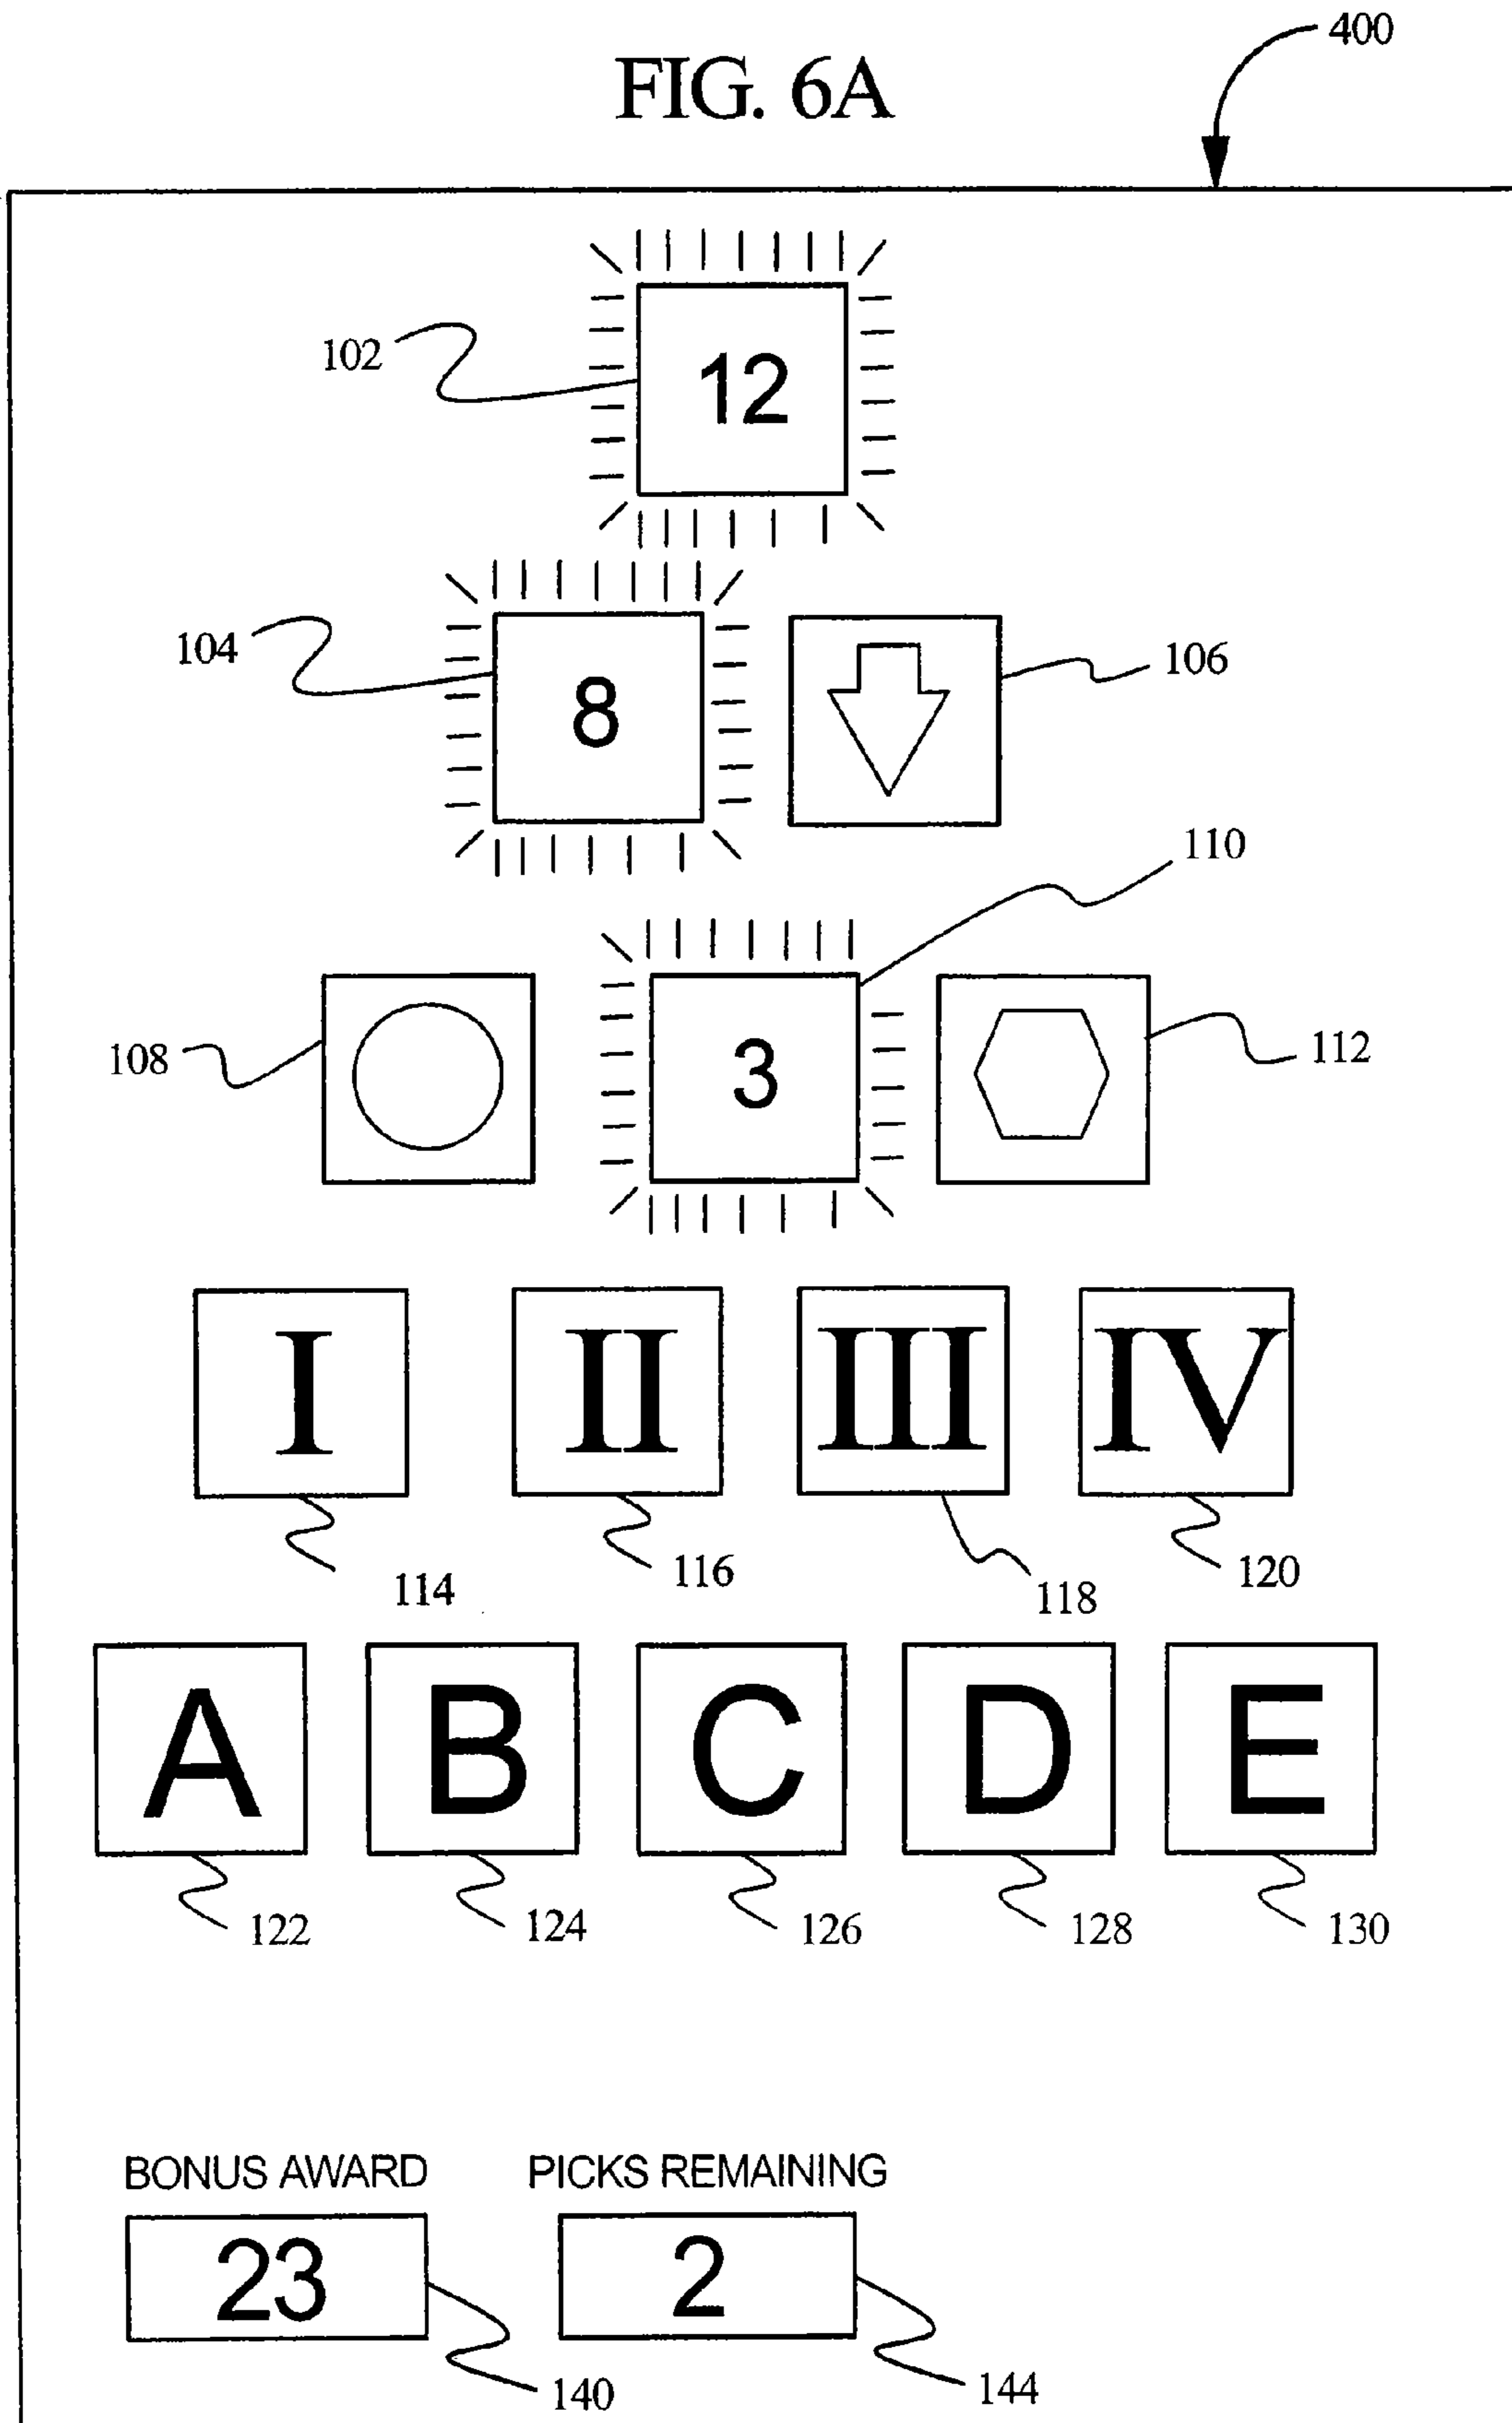 400
FIG. 6A
102
12
104
8
106
110
108
3
112
I II III IV
114 116 118 120
A B C D E
122 124 126 128 130
BONUS AWARD PICKS REMAINING
23 2
140 144